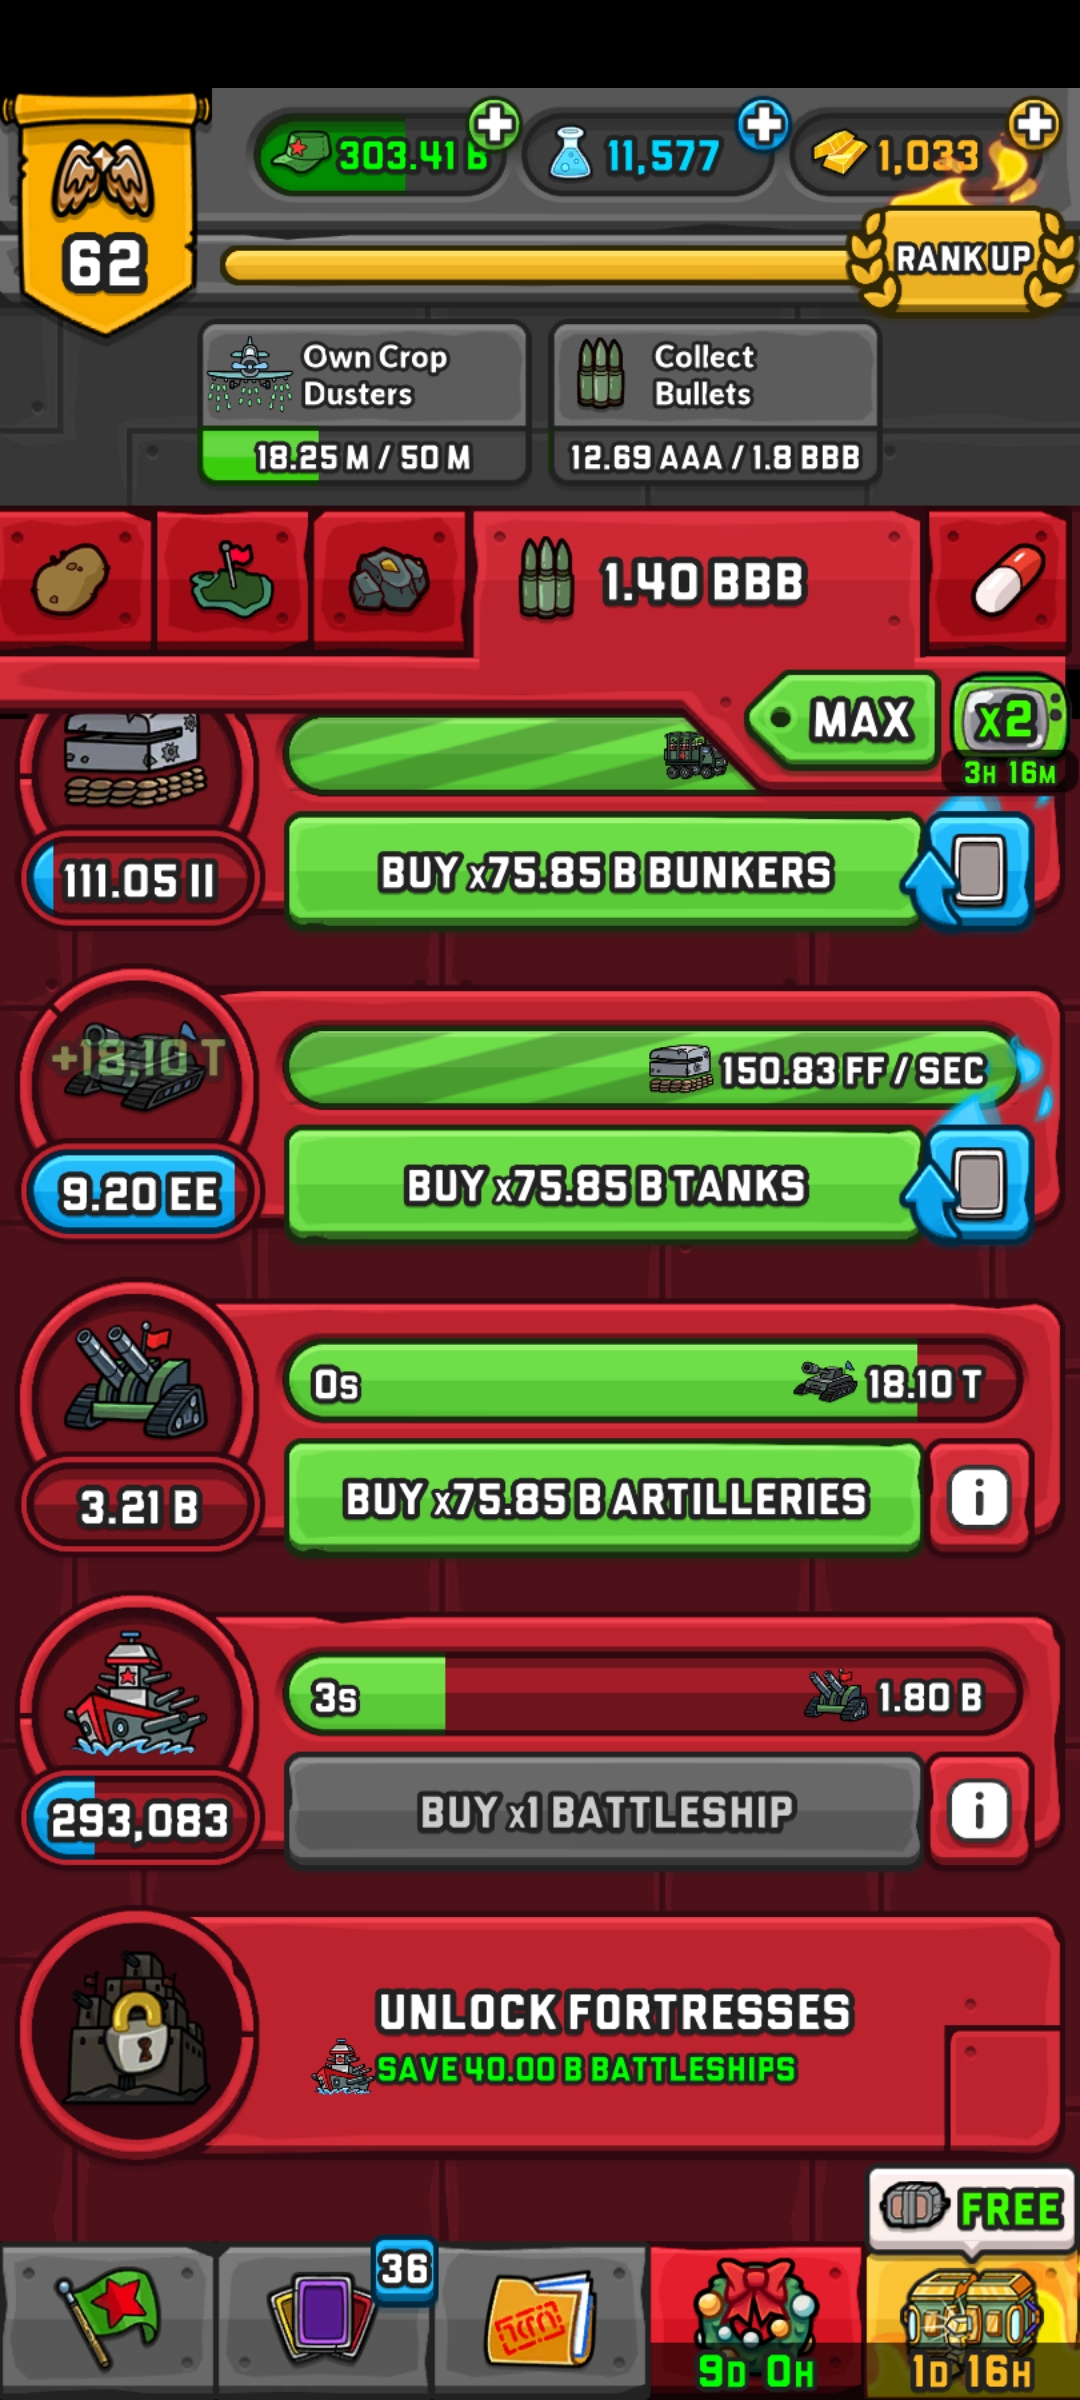 303.41 B
11,577
1,033
62
RANK UP
Own Crop
Dusters
18.25 M / 50 M
Collect
Bullets
12.69 AAA / 1.8 BBB
1.40 BBB
MAX
x2
3H 16M
111.05 II
BUY x75.85 B BUNKERS
+18.10 T
150.83 FF / SEC
9.20 EE
BUY x75.85 B TANKS
0s
18.10 T
3.21 B
BUY x75.85 B ARTILLERIES
i
3s
1.80 B
293,083
BUY x1 BATTLESHIP
i
UNLOCK FORTRESSES
SAVE 40.00 B BATTLESHIPS
FREE
36
9D 0H
1D 16H